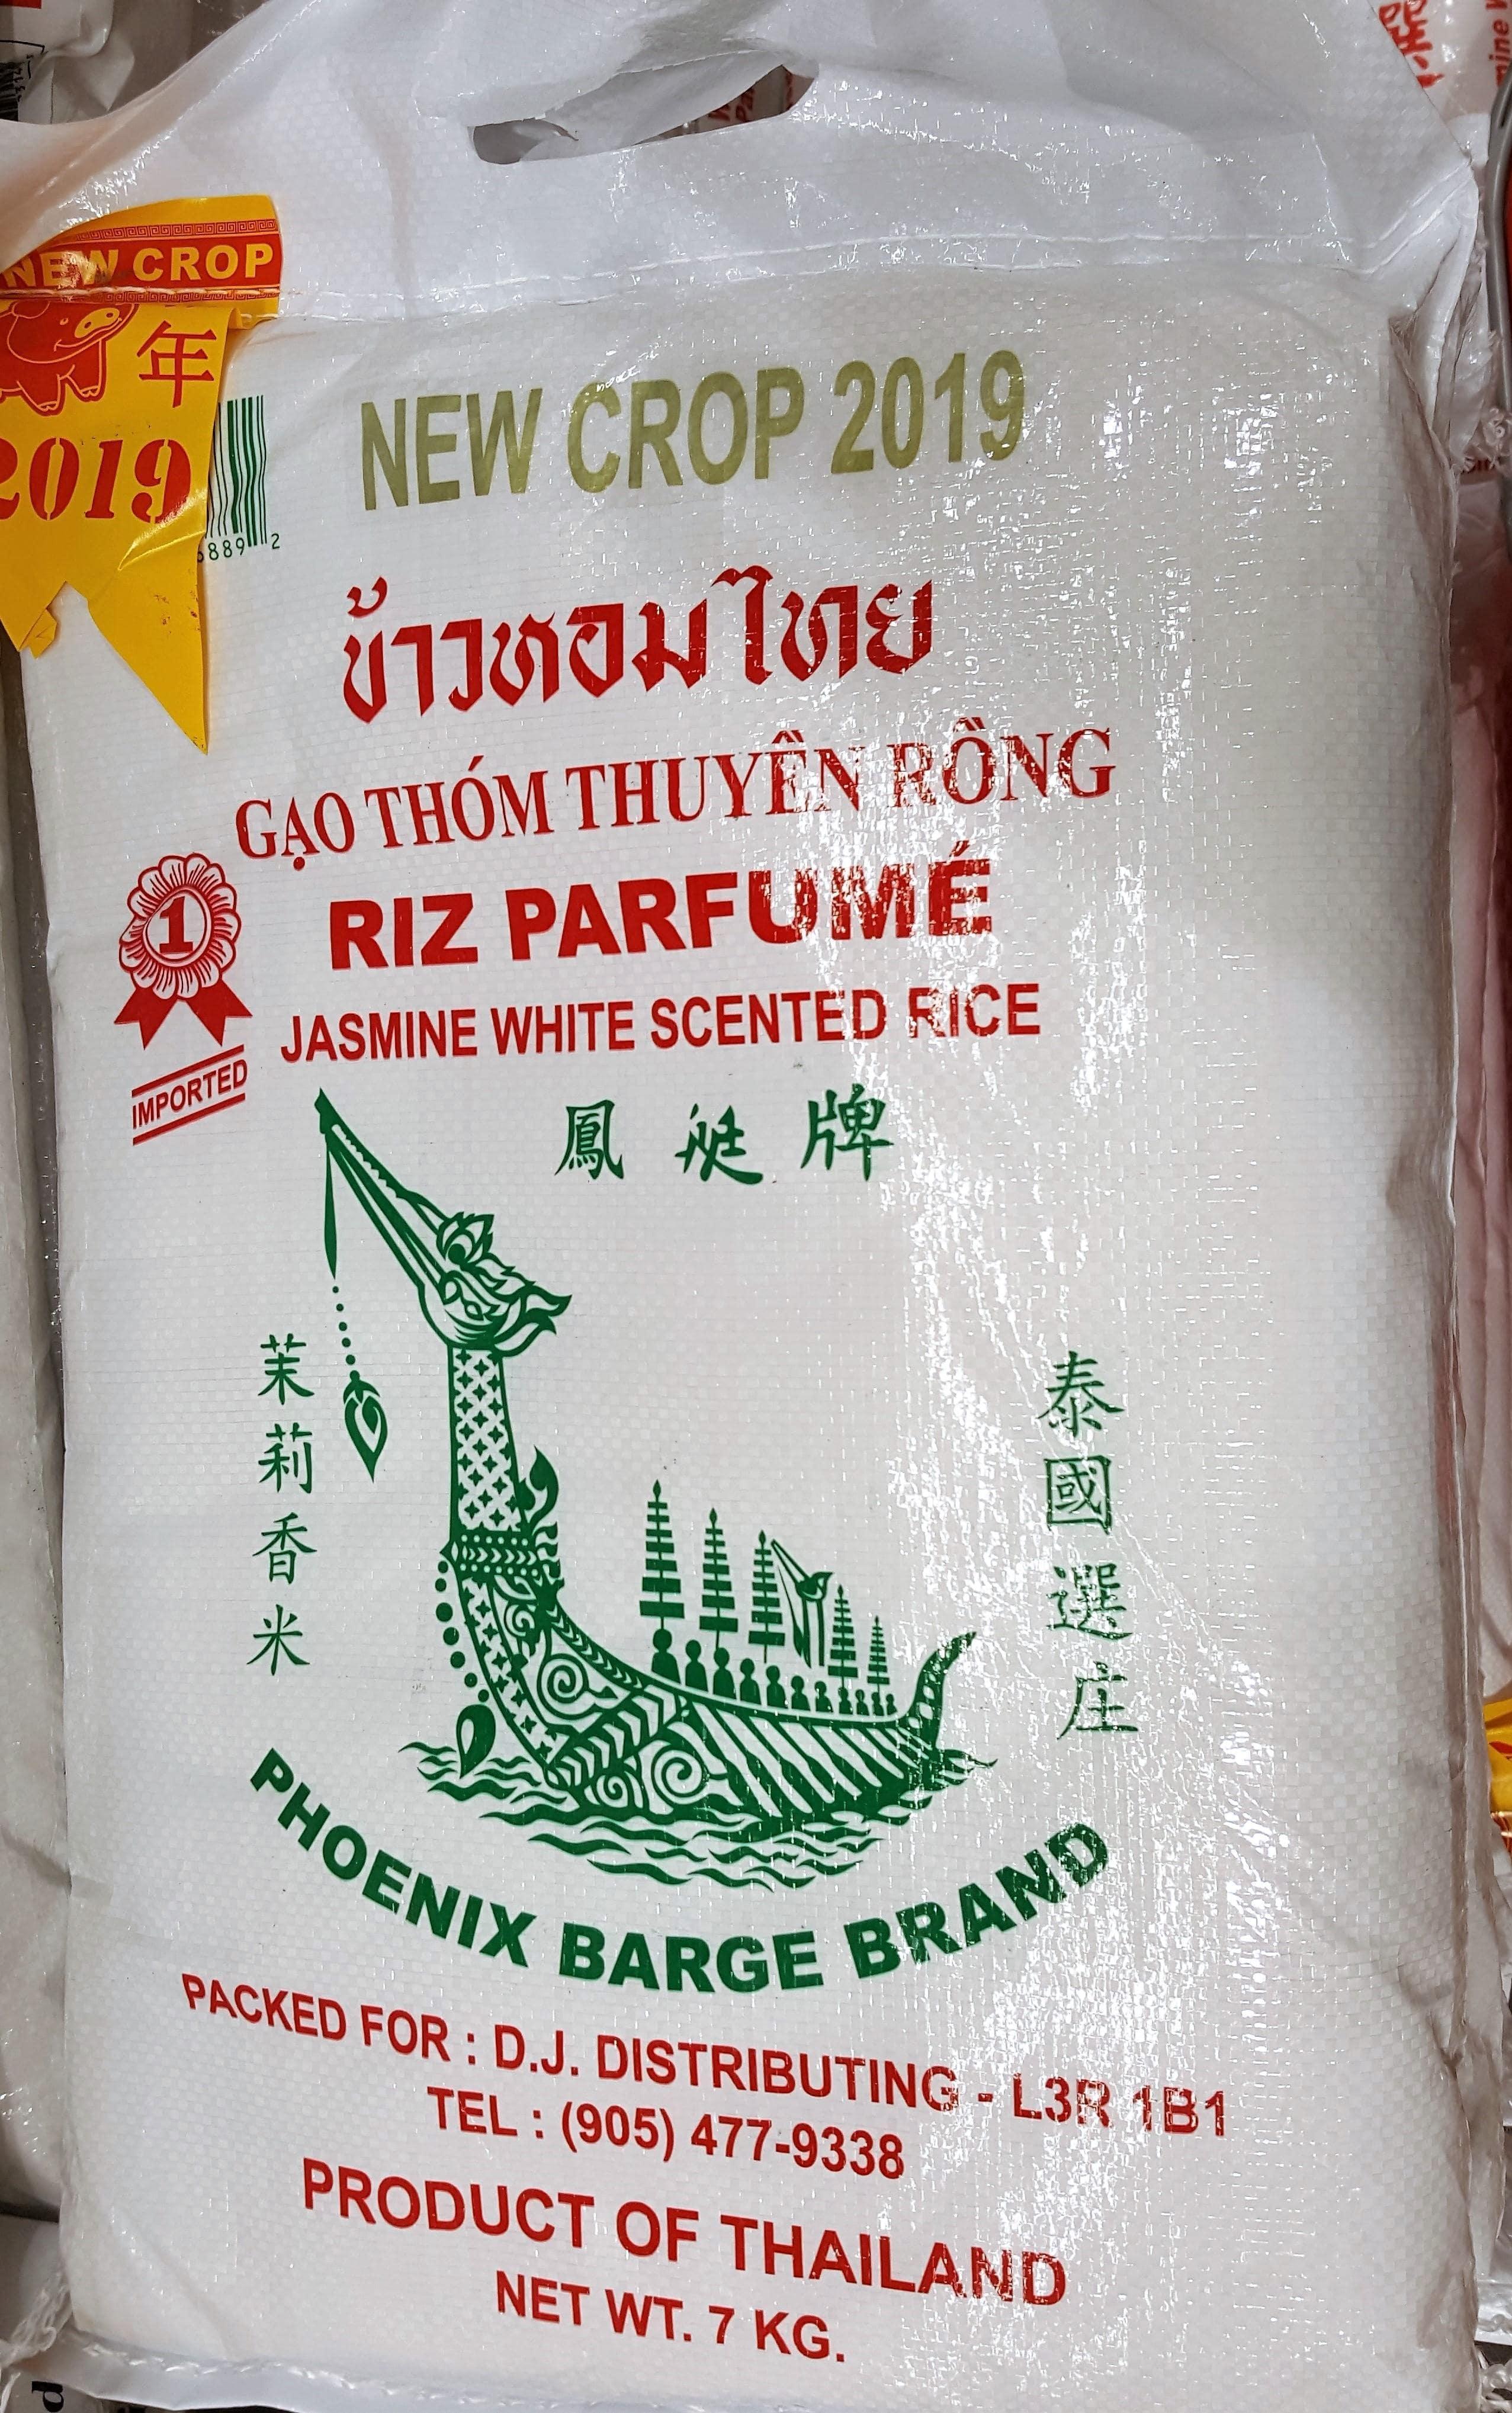 NEW CROP
年
2019
889 2
NEW CROP 2019
ข้าวหอมไทย
GẠO THÓM THUYỀN RỒNG
RIZ PARFUMÉ
1
JASMINE WHITE SCENTED RICE
IMPORTED
鳳艇牌
茉莉香米
泰國選庄
PHOENIX BARGE BRAND
PACKED FOR : D.J. DISTRIBUTING - L3R 1B1
TEL : (905) 477-9338
PRODUCT OF THAILAND
NET WT. 7 KG.